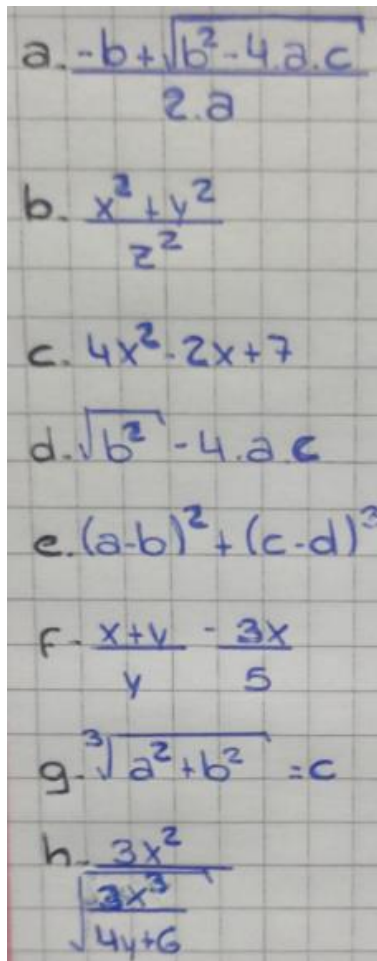 a. (-b+√(b²-4.a.c))/(2.a)
b. (x²+y²)/(z²)
c. 4x²-2x+7
d. √(b²)-4.a.c
e. (a-b)²+(c-d)³
f- (x+y)/y - (3x)/5
g- ³√(a²+b²) =c
h- (3x²)/(√((3x³)/(4y+6)))